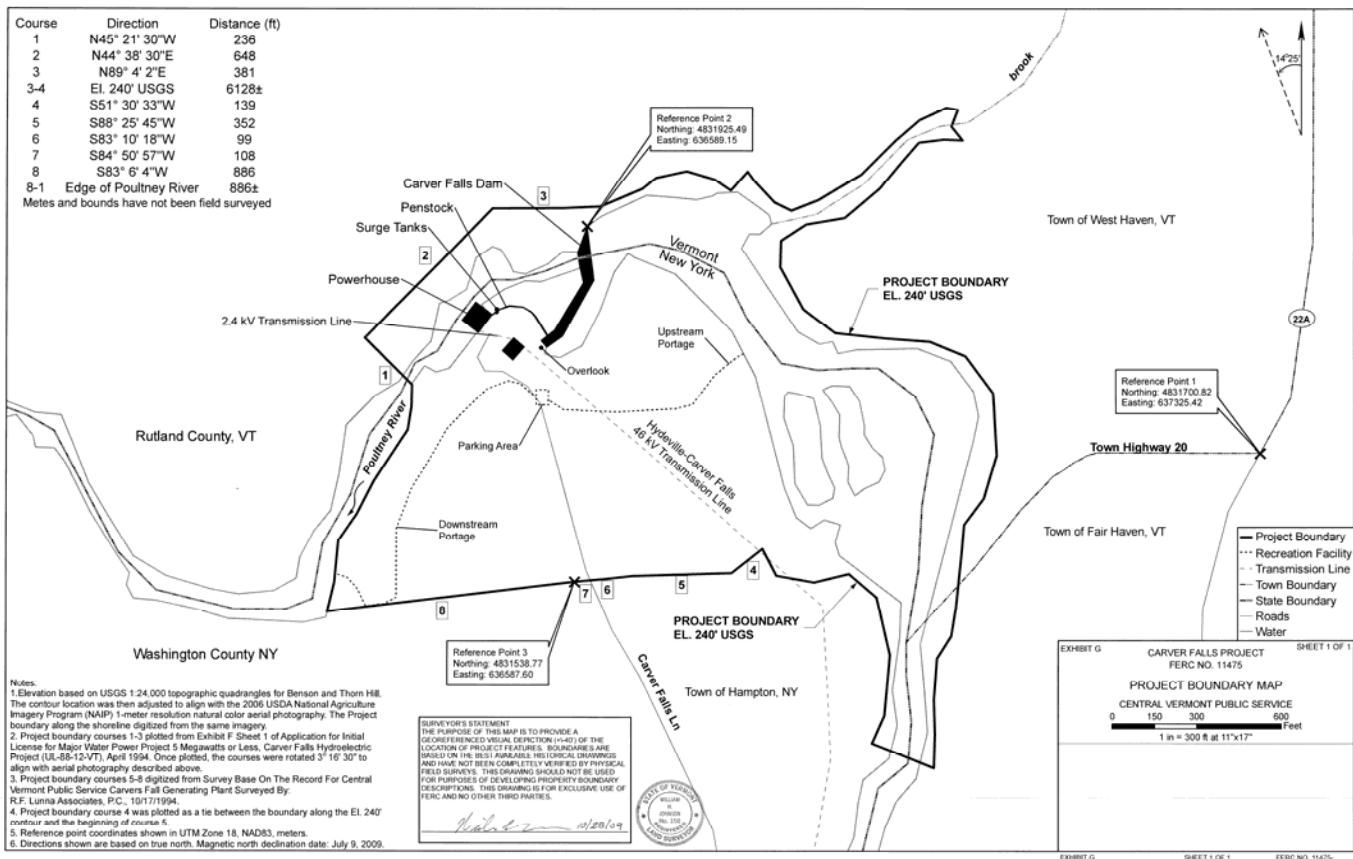 Course Direction Distance (ft)
1 N45° 21' 30"W 236
2 N44° 38' 30"E 648
3 N89° 4' 2"E 381
3-4 El. 240' USGS 6128±
4 S51° 30' 33"W 139
5 S88° 25' 45"W 352
6 S83° 10' 18"W 99
7 S84° 50' 57"W 108
8 S83° 6' 4"W 886
8-1 Edge of Poultney River 886±
Metes and bounds have not been field surveyed
brook
14°25'
Reference Point 2
Northing: 4831925.49
Easting: 636589.15
Carver Falls Dam
3
Penstock
Surge Tanks
2
Powerhouse
2.4 kV Transmission Line
Vermont
New York
Town of West Haven, VT
PROJECT BOUNDARY
EL. 240' USGS
22A
Upstream
Portage
Overlook
1
Reference Point 1
Northing: 4831700.82
Easting: 637325.42
Rutland County, VT
Poultney River
Parking Area
Hydeville-Carver Falls
46 kV Transmission Line
Town Highway 20
Downstream
Portage
Town of Fair Haven, VT
4
5
6
7
8
PROJECT BOUNDARY
EL. 240' USGS
Project Boundary
Recreation Facility
Transmission Line
Town Boundary
State Boundary
Roads
Water
Washington County NY
Reference Point 3
Northing: 4831538.77
Easting: 636587.60
Carver Falls Ln
Town of Hampton, NY
EXHIBIT G SHEET 1 OF 1
CARVER FALLS PROJECT
FERC NO. 11475
PROJECT BOUNDARY MAP
CENTRAL VERMONT PUBLIC SERVICE
0 150 300 600
Feet
1 in = 300 ft at 11"x17"
Notes:
1.Elevation based on USGS 1:24,000 topographic quadrangles for Benson and Thorn Hill.
The contour location was then adjusted to align with the 2006 USDA National Agriculture
Imagery Program (NAIP) 1-meter resolution natural color aerial photography. The Project
boundary along the shoreline digitized from the same imagery.
2. Project boundary courses 1-3 plotted from Exhibit F Sheet 1 of Application for Initial
License for Major Water Power Project 5 Megawatts or Less, Carver Falls Hydroelectric
Project (UL-88-12-VT), April 1994. Once plotted, the courses were rotated 3° 16' 30" to
align with aerial photography described above.
3. Project boundary courses 5-8 digitized from Survey Base On The Record For Central
Vermont Public Service Carvers Fall Generating Plant Surveyed By:
R.F. Lunna Associates, P.C., 10/17/1994.
4. Project boundary course 4 was plotted as a tie between the boundary along the El. 240'
contour and the beginning of course 5.
5. Reference point coordinates shown in UTM Zone 18, NAD83, meters.
6. Directions shown are based on true north. Magnetic north declination date: July 9, 2009.
SURVEYOR'S STATEMENT
THE PURPOSE OF THIS MAP IS TO PROVIDE A
GEOREFERENCED VISUAL DEPICTION (+/-40') OF THE
LOCATION OF PROJECT FEATURES. BOUNDARIES ARE
BASED ON THE BEST AVAILABLE HISTORICAL DRAWINGS
AND HAVE NOT BEEN COMPLETELY VERIFIED BY PHYSICAL
FIELD SURVEYS. THIS DRAWING SHOULD NOT BE USED
FOR PURPOSES OF DEVELOPING PROPERTY BOUNDARY
DESCRIPTIONS. THIS DRAWING IS FOR EXCLUSIVE USE OF
FERC AND NO OTHER THIRD PARTIES.
10/28/09
STATE OF VERMONT
WILLIAM
H.
JOHNSON
REGISTERED
LAND SURVEYOR
EXHIBIT G SHEET 1 OF 1 FERC NO. 11475-